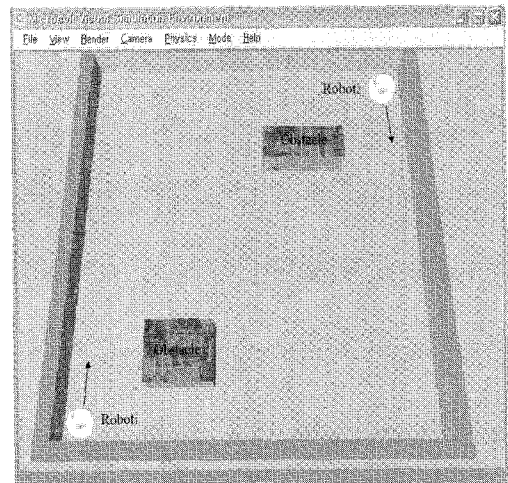 Microsoft Visual Simulation Environment
File View Render Camera Physics Mode Help
Robot
Obstacle
Obstacle
Robot